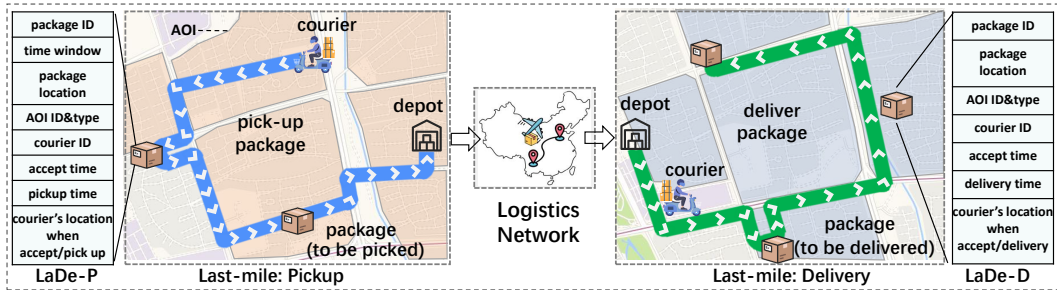 package ID
time window
package
location
AOI ID&type
courier ID
accept time
pickup time
courier's location
when
accept/pick up
LaDe-P
AOI
courier
pick-up
package
depot
package
(to be picked)
Last-mile: Pickup
Logistics
Network
depot
deliver
package
courier
package
(to be delivered)
Last-mile: Delivery
package ID
package
location
AOI ID&type
courier ID
accept time
delivery time
courier's location
when
accept/delivery
LaDe-D